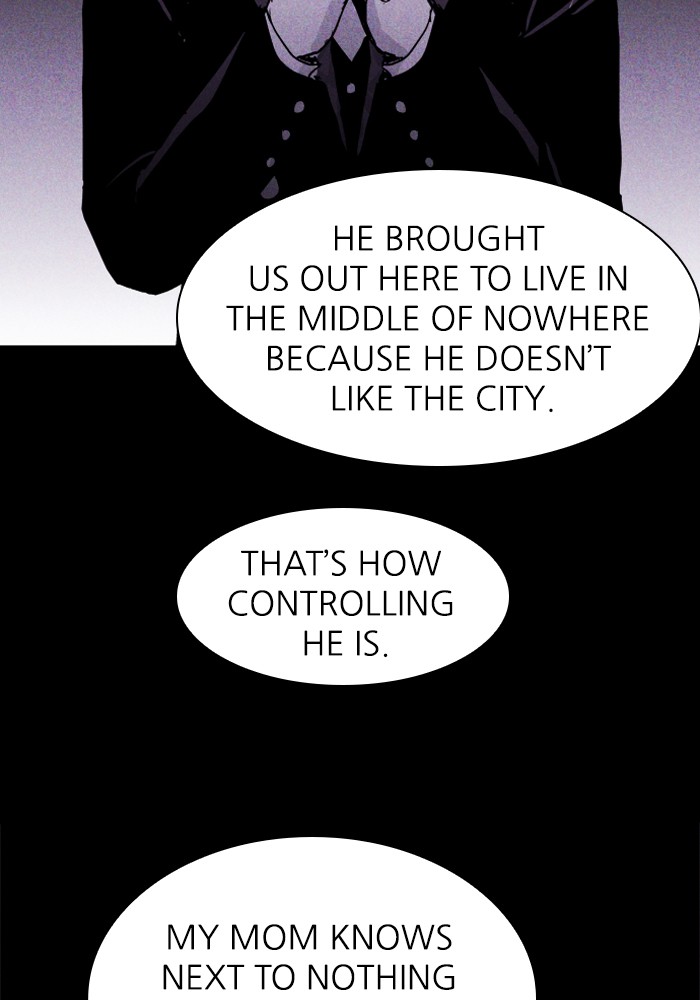 HE BROUGHT
US OUT HERE TO LIVE IN
THE MIDDLE OF NOWHERE
BECAUSE HE DOESN'T
LIKE THE CITY.
THAT'S HOW
CONTROLLING
HE IS.
MY MOM KNOWS
NEXT TO NOTHING